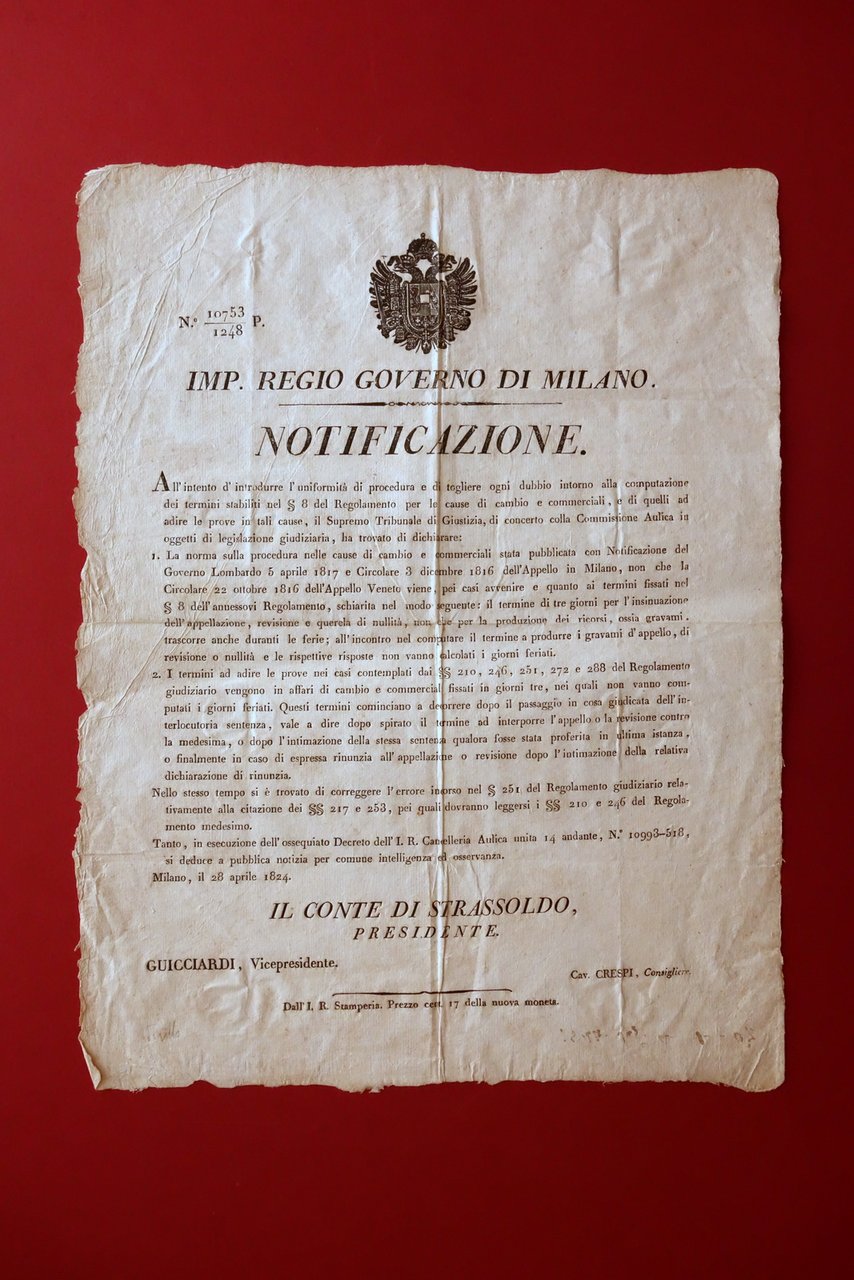 N.º 10753/1248 P.
IMP. REGIO GOVERNO DI MILANO.
NOTIFICAZIONE.
All'intento d'introdurre l'uniformità di procedura e di togliere ogni dubbio intorno alla computazione
dei termini stabiliti nel § 8 del Regolamento per le cause di cambio e commerciali, e di quelli ad
adire le prove in tali cause, il Supremo Tribunale di Giustizia, di concerto colla Commissione Aulica in
oggetti di legislazione giudiziaria, ha trovato di dichiarare:
1. La norma sulla procedura nelle cause di cambio e commerciali stata pubblicata con Notificazione del
Governo Lombardo 5 aprile 1817 e Circolare 3 dicembre 1816 dell'Appello in Milano, non che la
Circolare 22 ottobre 1816 dell'Appello Veneto viene, pei casi avvenire e quanto ai termini fissati nel
§ 8 dell'annessovi Regolamento, schiarita nel modo seguente: il termine di tre giorni per l'insinuazione
dell'appellazione, revisione e querela di nullità, non che per la produzione dei ricorsi, ossia gravami,
trascorre anche duranti le ferie; all'incontro nel computare il termine a produrre i gravami d'appello, di
revisione o nullità e le rispettive risposte non vanno calcolati i giorni feriati.
2. I termini ad adire le prove nei casi contemplati dai §§ 210, 246, 251, 272 e 288 del Regolamento
giudiziario vengono in affari di cambio e commerciali fissati in giorni tre, nei quali non vanno com-
putati i giorni feriati. Questi termini cominciano a decorrere dopo il passaggio in cosa giudicata dell'in-
terlocutoria sentenza, vale a dire dopo spirato il termine ad interporre l'appello o la revisione contro
la medesima, o dopo l'intimazione della stessa sentenza qualora fosse stata proferita in ultima istanza,
o finalmente in caso di espressa rinunzia all'appellazione o revisione dopo l'intimazione della relativa
dichiarazione di rinunzia.
Nello stesso tempo si è trovato di correggere l'errore incorso nel § 251 del Regolamento giudiziario rela-
tivamente alla citazione dei §§ 217 e 253, pei quali dovranno leggersi i §§ 210 e 246 del Regola-
mento medesimo.
Tanto, in esecuzione dell'ossequiato Decreto dell'I. R. Cancelleria Aulica unita 14 andante, N.º 10993-518,
si deduce a pubblica notizia per comune intelligenza ed osservanza.
Milano, il 28 aprile 1824.
IL CONTE DI STRASSOLDO,
PRESIDENTE.
GUICCIARDI, Vicepresidente.
Cav. CRESPI, Consigliere.
Dall'I. R. Stamperia. Prezzo cent. 17 della nuova moneta.